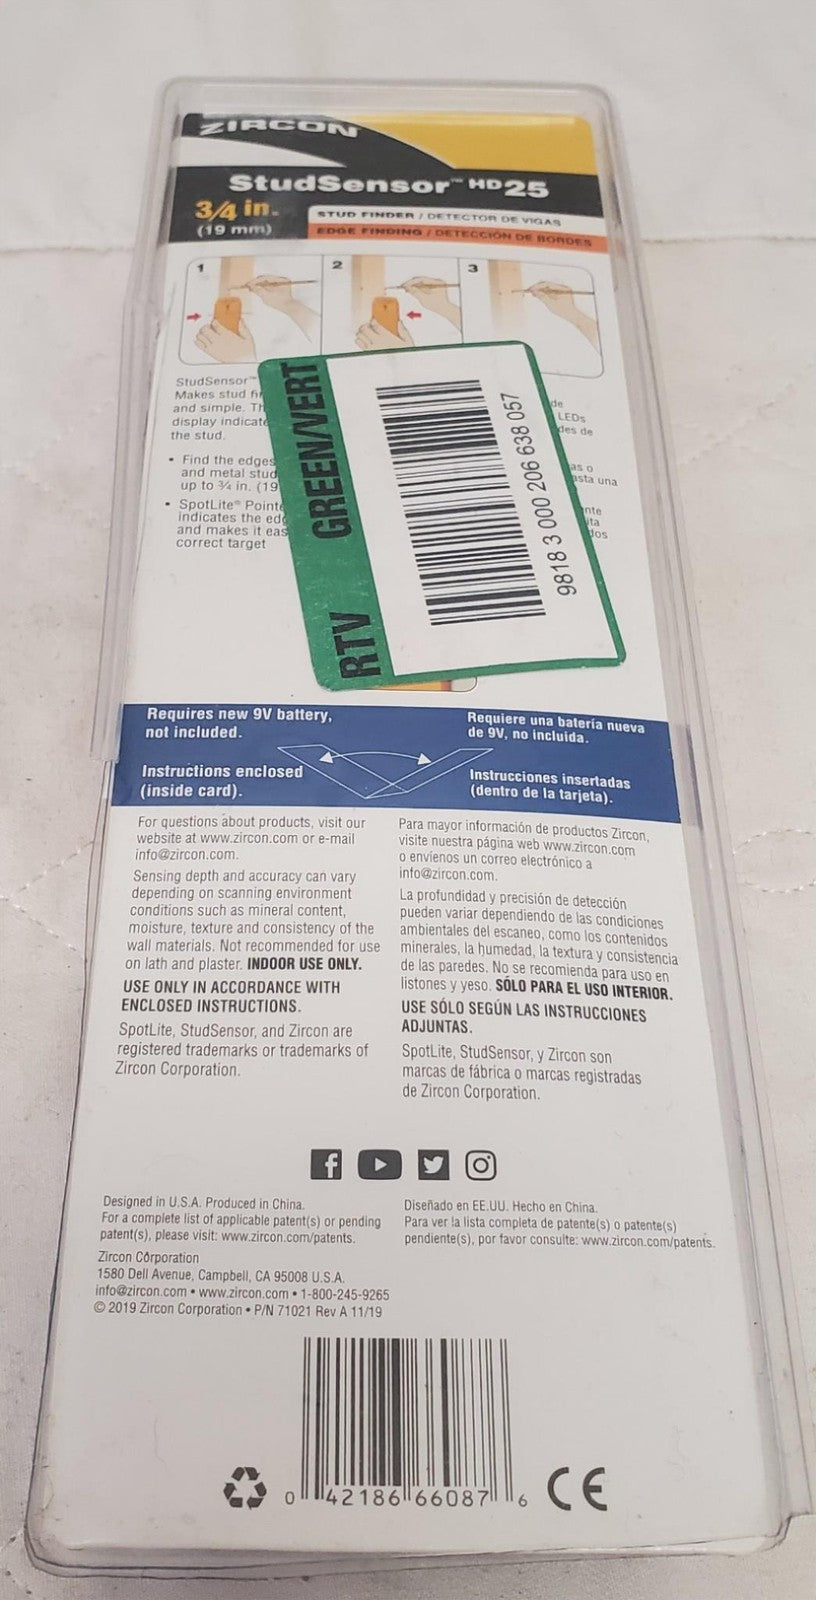 ZIRCON
StudSensor™ HD25
3/4 in.
(19 mm)
STUD FINDER / DETECTOR DE VIGAS
EDGE FINDING / DETECCIÓN DE BORDES
1
2
3
StudSensor™
Makes stud
and simple.
display
the stud.
• Find the edges
and metal stud
up to ¾ in. (19
• SpotLite®
indicates the
and makes it
correct target
de
LEDs
de
o
una
RTV GREEN/VERT
9818 3 000 206 638 057
Requires new 9V battery,
not included.
Requiere una batería nueva
de 9V, no incluida.
Instructions enclosed
(inside card).
Instrucciones insertadas
(dentro de la tarjeta).
For questions about products, visit our
website at www.zircon.com or e-mail
info@zircon.com.
Sensing depth and accuracy can vary
depending on scanning environment
conditions such as mineral content,
moisture, texture and consistency of the
wall materials. Not recommended for use
on lath and plaster. INDOOR USE ONLY.
USE ONLY IN ACCORDANCE WITH
ENCLOSED INSTRUCTIONS.
SpotLite, StudSensor, and Zircon are
registered trademarks or trademarks of
Zircon Corporation.
Para mayor información de productos Zircon,
visite nuestra página web www.zircon.com
o envíenos un correo electrónico a
info@zircon.com.
La profundidad y precisión de detección
pueden variar dependiendo de las condiciones
ambientales del escaneo, como los contenidos
minerales, la humedad, la textura y consistencia
de las paredes. No se recomienda para uso en
listones y yeso. SÓLO PARA EL USO INTERIOR.
USE SÓLO SEGÚN LAS INSTRUCCIONES
ADJUNTAS.
SpotLite, StudSensor, y Zircon son
marcas de fábrica o marcas registradas
de Zircon Corporation.
Designed in U.S.A. Produced in China.
For a complete list of applicable patent(s) or pending
patent(s), please visit: www.zircon.com/patents.
Diseñado en EE.UU. Hecho en China.
Para ver la lista completa de patente(s) o patente(s)
pendiente(s), por favor consulte: www.zircon.com/patents.
Zircon Corporation
1580 Dell Avenue, Campbell, CA 95008 U.S.A.
info@zircon.com • www.zircon.com • 1-800-245-9265
© 2019 Zircon Corporation • P/N 71021 Rev A 11/19
0 42186 66087 6
CE